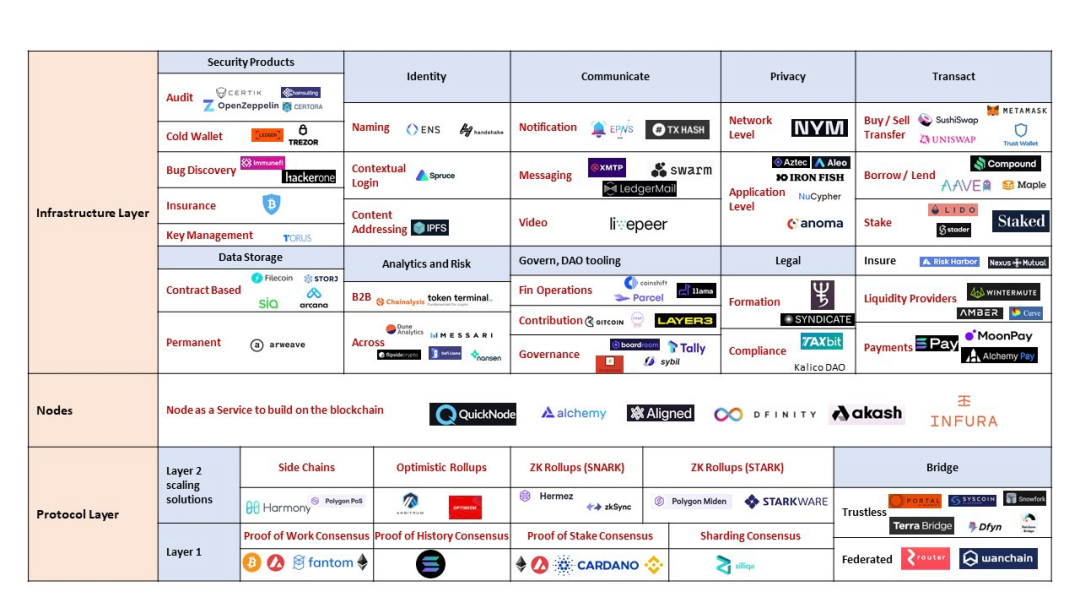 Infrastructure Layer
Security Products
Audit
CERTIK
Chainsulting
OpenZeppelin
CERTORA
Cold Wallet
LEDGER
TREZOR
Bug Discovery
Immunefi
hackerone
Insurance
Key Management
TORUS
Data Storage
Contract Based
Filecoin
STORJ
sia
arcana
Permanent
arweave
Identity
Naming
ENS
handshake
Contextual
Login
Spruce
Content
Addressing
IPFS
Analytics and Risk
B2B
Chainalysis
token terminal_
Across
Dune
Analytics
MESSARI
flipsidecrypto
DefiLlama
nansen
Communicate
Notification
EPNS
TX HASH
Messaging
XMTP
swarm
LedgerMail
Video
livepeer
Govern, DAO tooling
Fin Operations
coinshift
Parcel
llama
Contribution
GITCOIN
LAYER3
Governance
boardroom
Tally
sybil
Privacy
Network
Level
NYM
Application
Level
Aztec
Aleo
IRON FISH
NuCypher
anoma
Legal
Formation
SYNDICATE
Compliance
TAXbit
Kalico DAO
Transact
Buy / Sell
Transfer
METAMASK
SushiSwap
UNISWAP
Trust Wallet
Borrow / Lend
Compound
AAVE
Maple
Stake
LIDO
stader
Staked
Insure
Risk Harbor
Nexus Mutual
Liquidity Providers
WINTERMUTE
AMBER
Curve
Payments
Pay
MoonPay
Alchemy Pay
Nodes
Node as a Service to build on the blockchain
QuickNode
alchemy
Aligned
DFINITY
akash
INFURA
Protocol Layer
Layer 2
scaling
solutions
Side Chains
Harmony
Polygon PoS
Optimistic Rollups
ARBITRUM
OPTIMISM
ZK Rollups (SNARK)
Hermez
zkSync
ZK Rollups (STARK)
Polygon Miden
STARKWARE
Bridge
Trustless
PORTAL
SYSCOIN
Snowfork
Terra Bridge
Dfyn
Rainbow
Bridge
Federated
router
wanchain
Layer 1
Proof of Work Consensus
fantom
Proof of History Consensus
Proof of Stake Consensus
CARDANO
Sharding Consensus
zilliqa